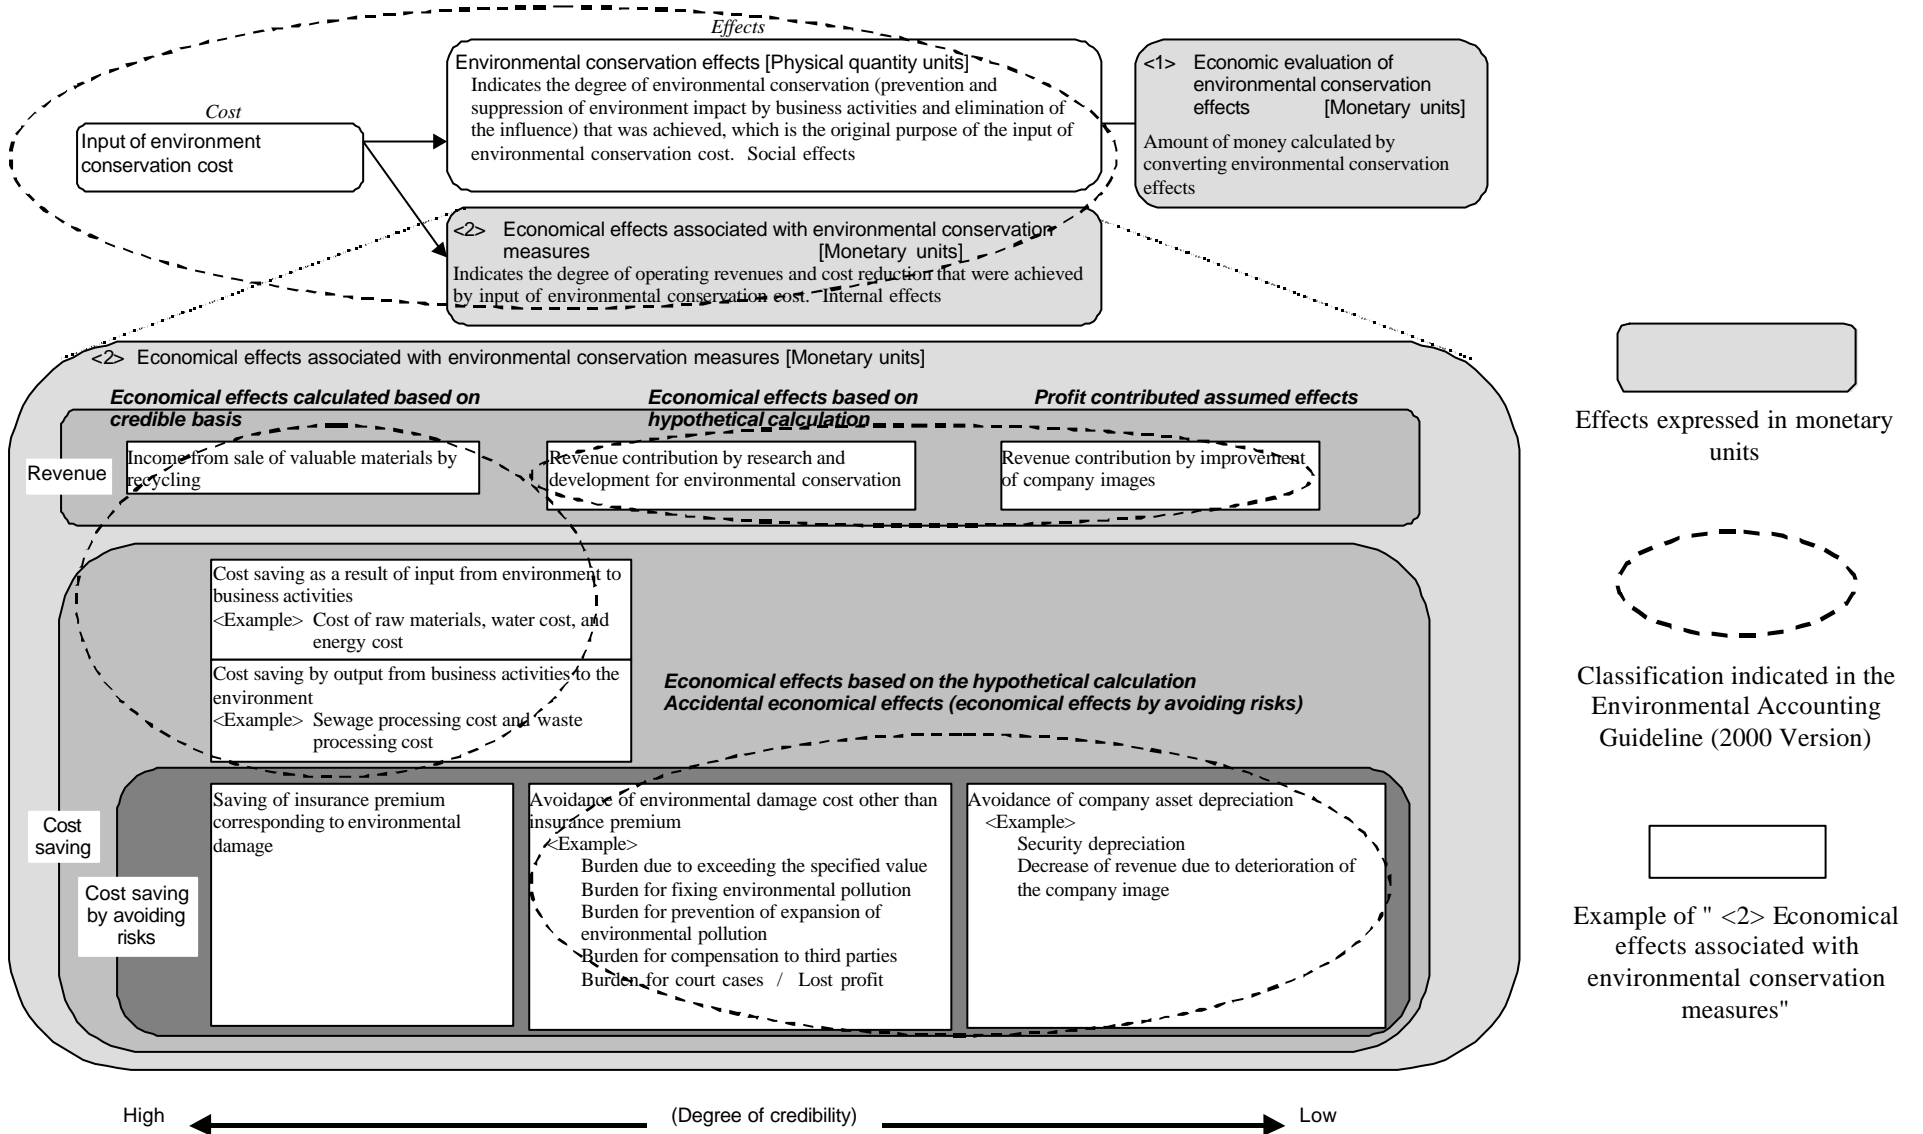 Effects
Environmental conservation effects [Physical quantity units]
Indicates the degree of environmental conservation (prevention and
suppression of environment impact by business activities and elimination of
the influence) that was achieved, which is the original purpose of the input of
environmental conservation cost. Social effects
<1> Economic evaluation of
environmental conservation
effects [Monetary units]
Amount of money calculated by
converting environmental conservation
effects
Cost
Input of environment
conservation cost
<2> Economical effects associated with environmental conservation
measures [Monetary units]
Indicates the degree of operating revenues and cost reduction that were achieved
by input of environmental conservation cost. Internal effects
<2> Economical effects associated with environmental conservation measures [Monetary units]
Economical effects calculated based on
credible basis
Economical effects based on
hypothetical calculation
Profit contributed assumed effects
Revenue
Income from sale of valuable materials by
recycling
Revenue contribution by research and
development for environmental conservation
Revenue contribution by improvement
of company images
Cost saving as a result of input from environment to
business activities
<Example> Cost of raw materials, water cost, and
energy cost
Cost saving by output from business activities to the
environment
<Example> Sewage processing cost and waste
processing cost
Economical effects based on the hypothetical calculation
Accidental economical effects (economical effects by avoiding risks)
Cost
saving
Cost saving
by avoiding
risks
Saving of insurance premium
corresponding to environmental
damage
Avoidance of environmental damage cost other than
insurance premium
<Example>
Burden due to exceeding the specified value
Burden for fixing environmental pollution
Burden for prevention of expansion of
environmental pollution
Burden for compensation to third parties
Burden for court cases / Lost profit
Avoidance of company asset depreciation
<Example>
Security depreciation
Decrease of revenue due to deterioration of
the company image
High
(Degree of credibility)
Low
Effects expressed in monetary
units
Classification indicated in the
Environmental Accounting
Guideline (2000 Version)
Example of " <2> Economical
effects associated with
environmental conservation
measures"